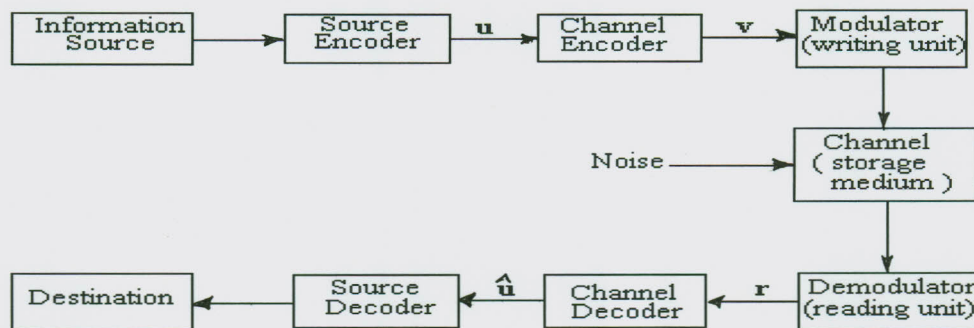 Information
Source
Source
Encoder
u
Channel
Encoder
v
Modulator
(writing unit)
Noise
Channel
( storage
medium )
Destination
Source
Decoder
û
Channel
Decoder
r
Demodulator
(reading unit)